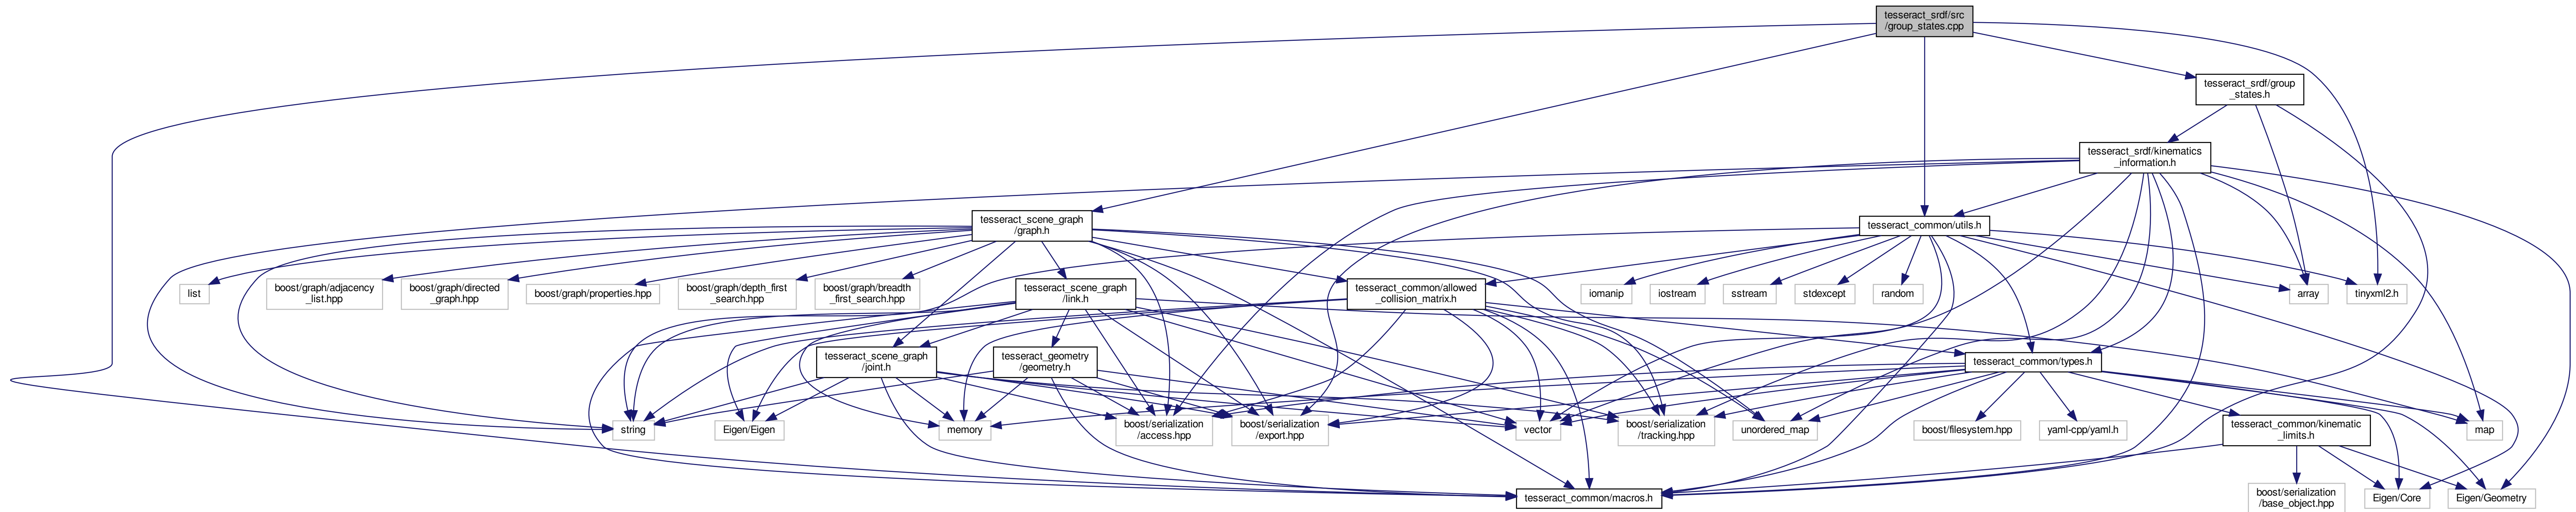 tesseract_srdf/src
/group_states.cpp
tesseract_srdf/group
_states.h
tesseract_srdf/kinematics
_information.h
tesseract_scene_graph
/graph.h
tesseract_common/utils.h
list
boost/graph/adjacency
_list.hpp
boost/graph/directed
_graph.hpp
boost/graph/properties.hpp
boost/graph/depth_first
_search.hpp
boost/graph/breadth
_first_search.hpp
tesseract_scene_graph
/link.h
tesseract_common/allowed
_collision_matrix.h
iomanip
iostream
sstream
stdexcept
random
array
tinyxml2.h
tesseract_scene_graph
/joint.h
tesseract_geometry
/geometry.h
tesseract_common/types.h
string
Eigen/Eigen
memory
boost/serialization
/access.hpp
boost/serialization
/export.hpp
vector
boost/serialization
/tracking.hpp
unordered_map
boost/filesystem.hpp
yaml-cpp/yaml.h
tesseract_common/kinematic
_limits.h
map
tesseract_common/macros.h
boost/serialization
/base_object.hpp
Eigen/Core
Eigen/Geometry